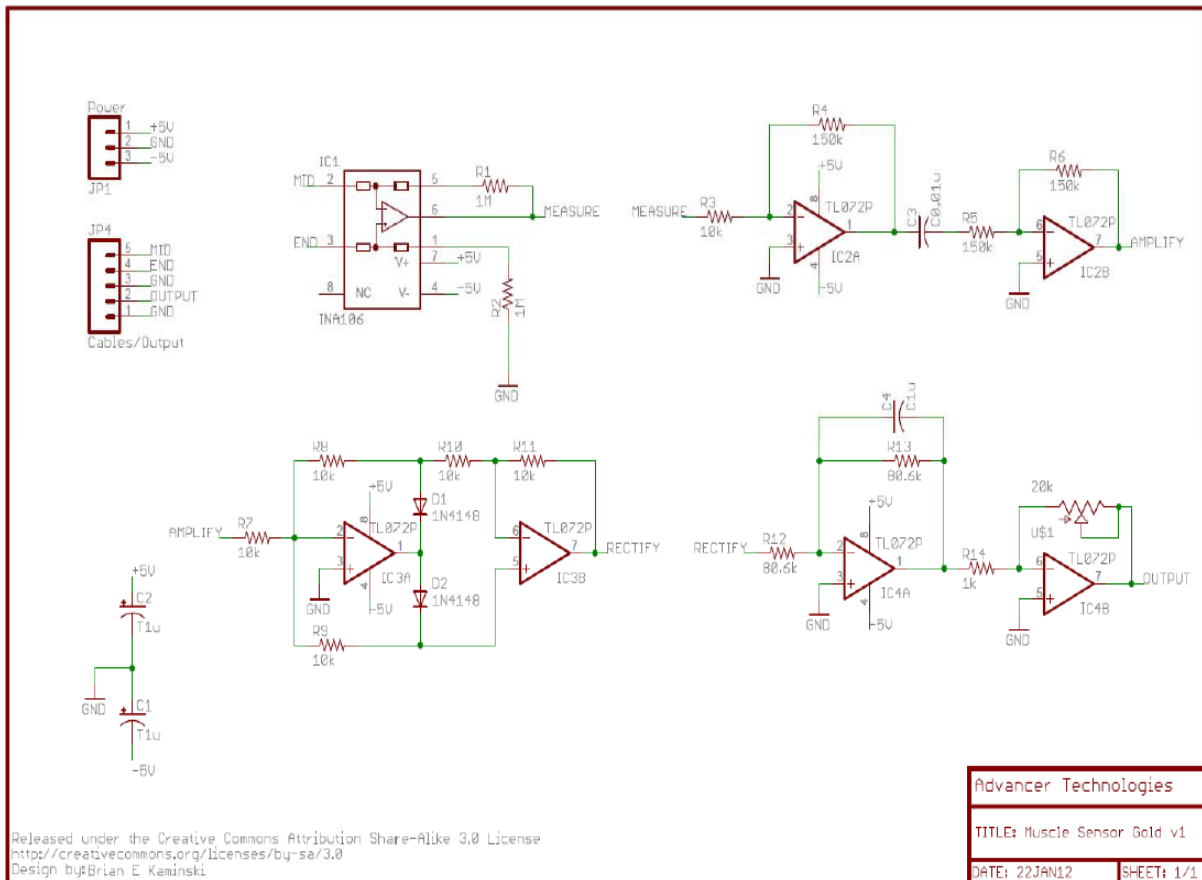 Power
1 +5V
2 GND
3 -5V
JP1
JP4
5 MID
4 END
3 GND
2 OUTPUT
1 GND
Cables/Output
IC1
MID 2
END 3
8 NC
5
6
1
7 +5V
4 -5V
V+
V-
INA106
R1
1M
MEASURE
R2
1M
GND
MEASURE
R3
10k
R4
150k
+5V
8
TL072P
2
3
1
4
-5V
IC2A
GND
C3
C0.01u
R5
150k
R6
150k
TL072P
6
5
7
IC2B
AMPLIFY
GND
AMPLIFY
R7
10k
R8
10k
R9
10k
+5V
8
TL072P
2
3
1
4
-5V
IC3A
GND
D1
1N4148
D2
1N4148
R10
10k
R11
10k
TL072P
6
5
7
IC3B
RECTIFY
RECTIFY
R12
80.6k
C4
C1u
R13
80.6k
+5V
8
TL072P
2
3
1
4
-5V
IC4A
GND
R14
1k
20k
U$1
TL072P
6
5
7
IC4B
OUTPUT
GND
+5V
C2
T1u
GND
C1
T1u
-5V
Released under the Creative Commons Attribution Share-Alike 3.0 License
http://creativecommons.org/licenses/by-sa/3.0
Design by:Brian E Kaminski
Advancer Technologies
TITLE: Muscle Sensor Gold v1
DATE: 22JAN12
SHEET: 1/1